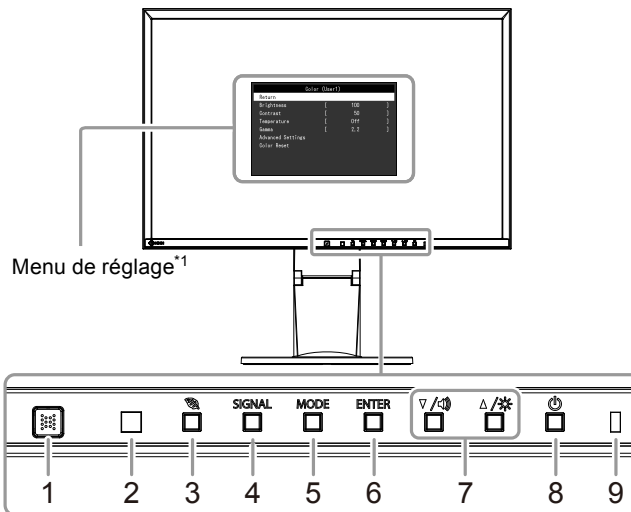 Color (User1)
Return
Brightness [ 100 ]
Contrast [ 50 ]
Temperature [ Off ]
Gamma [ 2.2 ]
Advanced Settings
Color Reset
Menu de réglage*1
SIGNAL MODE ENTER
1 2 3 4 5 6 7 8 9